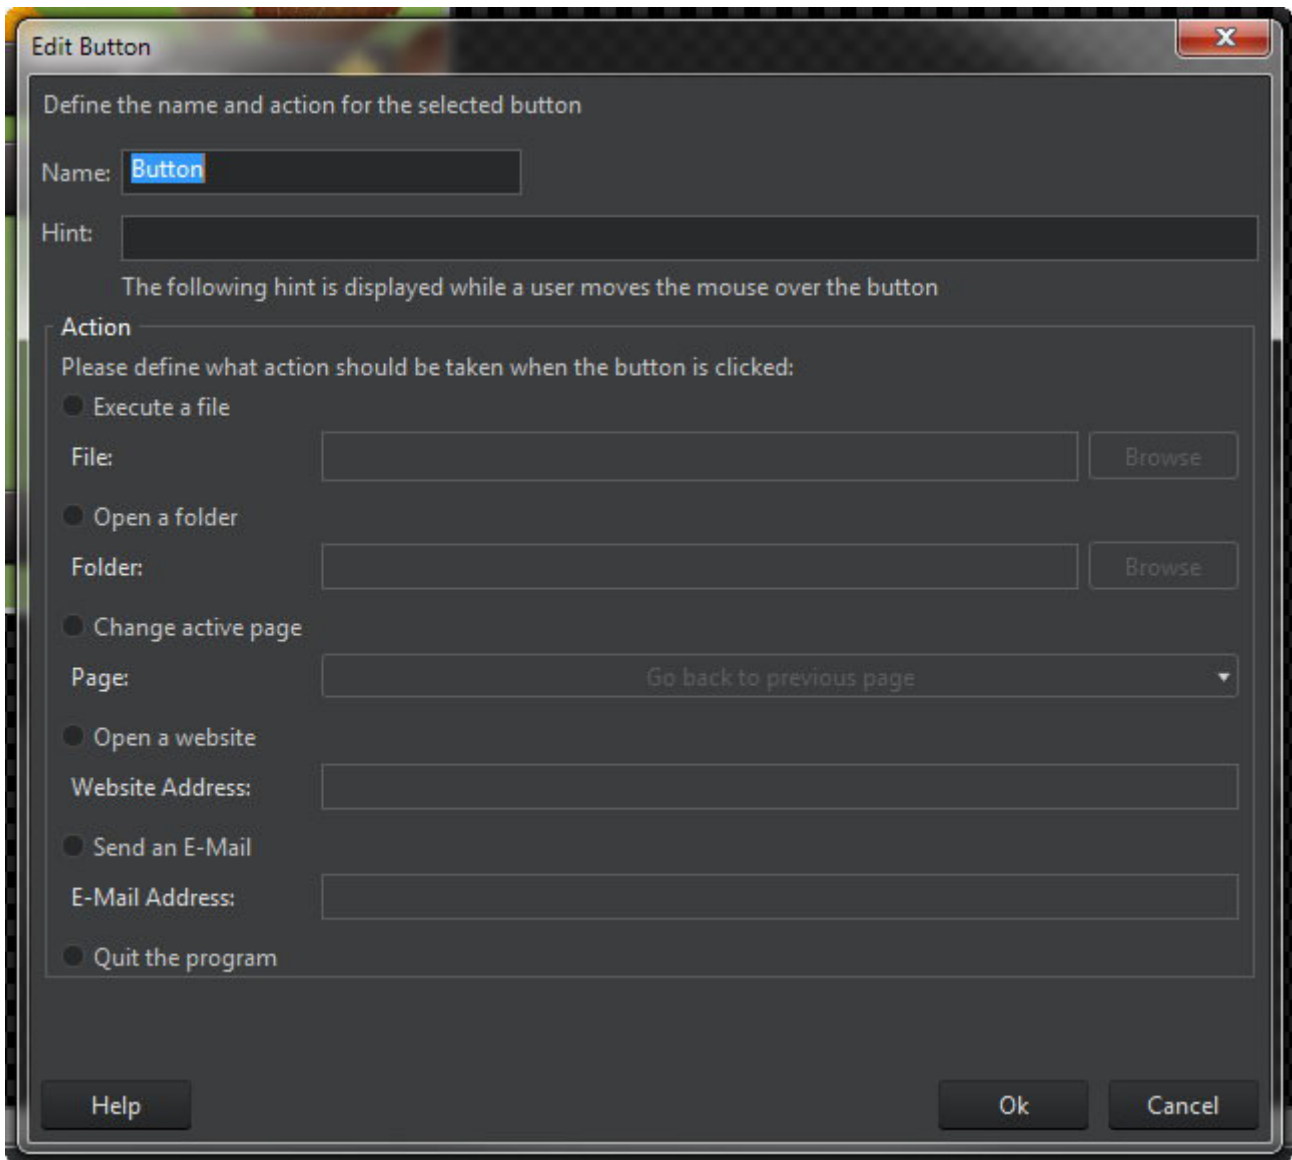 Edit Button
Define the name and action for the selected button
Name: Button
Hint:
The following hint is displayed while a user moves the mouse over the button
Action
Please define what action should be taken when the button is clicked:
Execute a file
File: Browse
Open a folder
Folder: Browse
Change active page
Page: Go back to previous page
Open a website
Website Address:
Send an E-Mail
E-Mail Address:
Quit the program
Help Ok Cancel